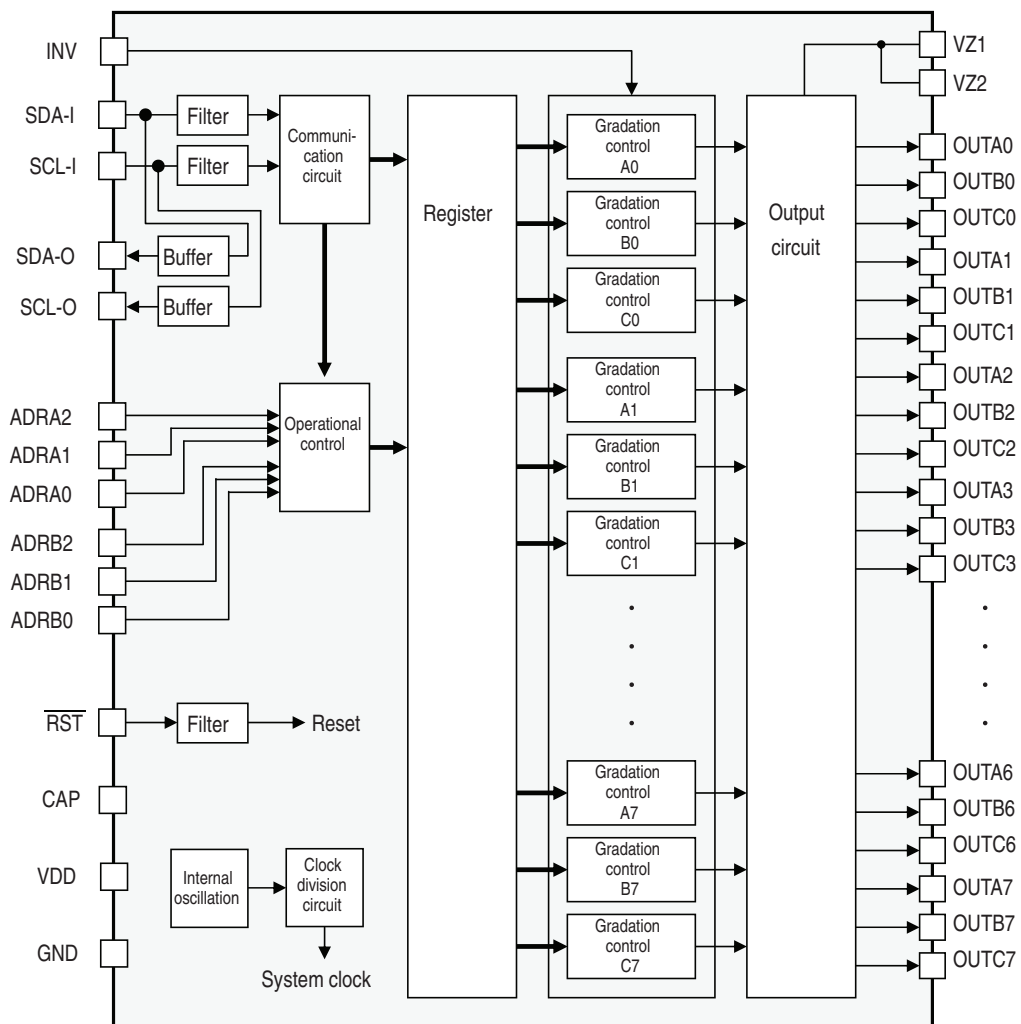 INV
SDA-I
SCL-I
SDA-O
SCL-O
ADRA2
ADRA1
ADRA0
ADRB2
ADRB1
ADRB0
RST
CAP
VDD
GND
Filter
Filter
Buffer
Buffer
Communi-
cation
circuit
Operational
control
Filter
Reset
Internal
oscillation
Clock
division
circuit
System clock
Register
Gradation
control
A0
Gradation
control
B0
Gradation
control
C0
Gradation
control
A1
Gradation
control
B1
Gradation
control
C1
Gradation
control
A7
Gradation
control
B7
Gradation
control
C7
Output
circuit
VZ1
VZ2
OUTA0
OUTB0
OUTC0
OUTA1
OUTB1
OUTC1
OUTA2
OUTB2
OUTC2
OUTA3
OUTB3
OUTC3
OUTA6
OUTB6
OUTC6
OUTA7
OUTB7
OUTC7